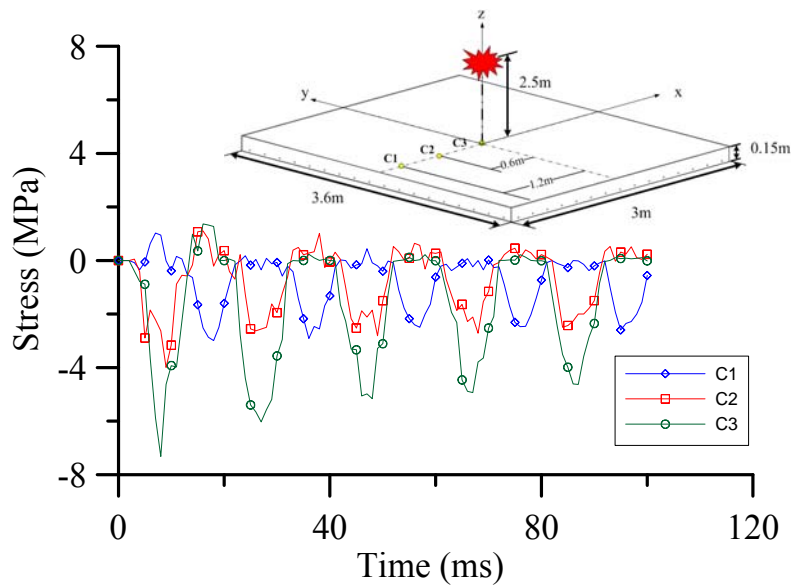 8
4
0
-4
-8
Stress (MPa)
0
40
80
120
Time (ms)
z
2.5m
y
x
C3
C2
C1
0.6m
1.2m
0.15m
3.6m
3m
C1
C2
C3